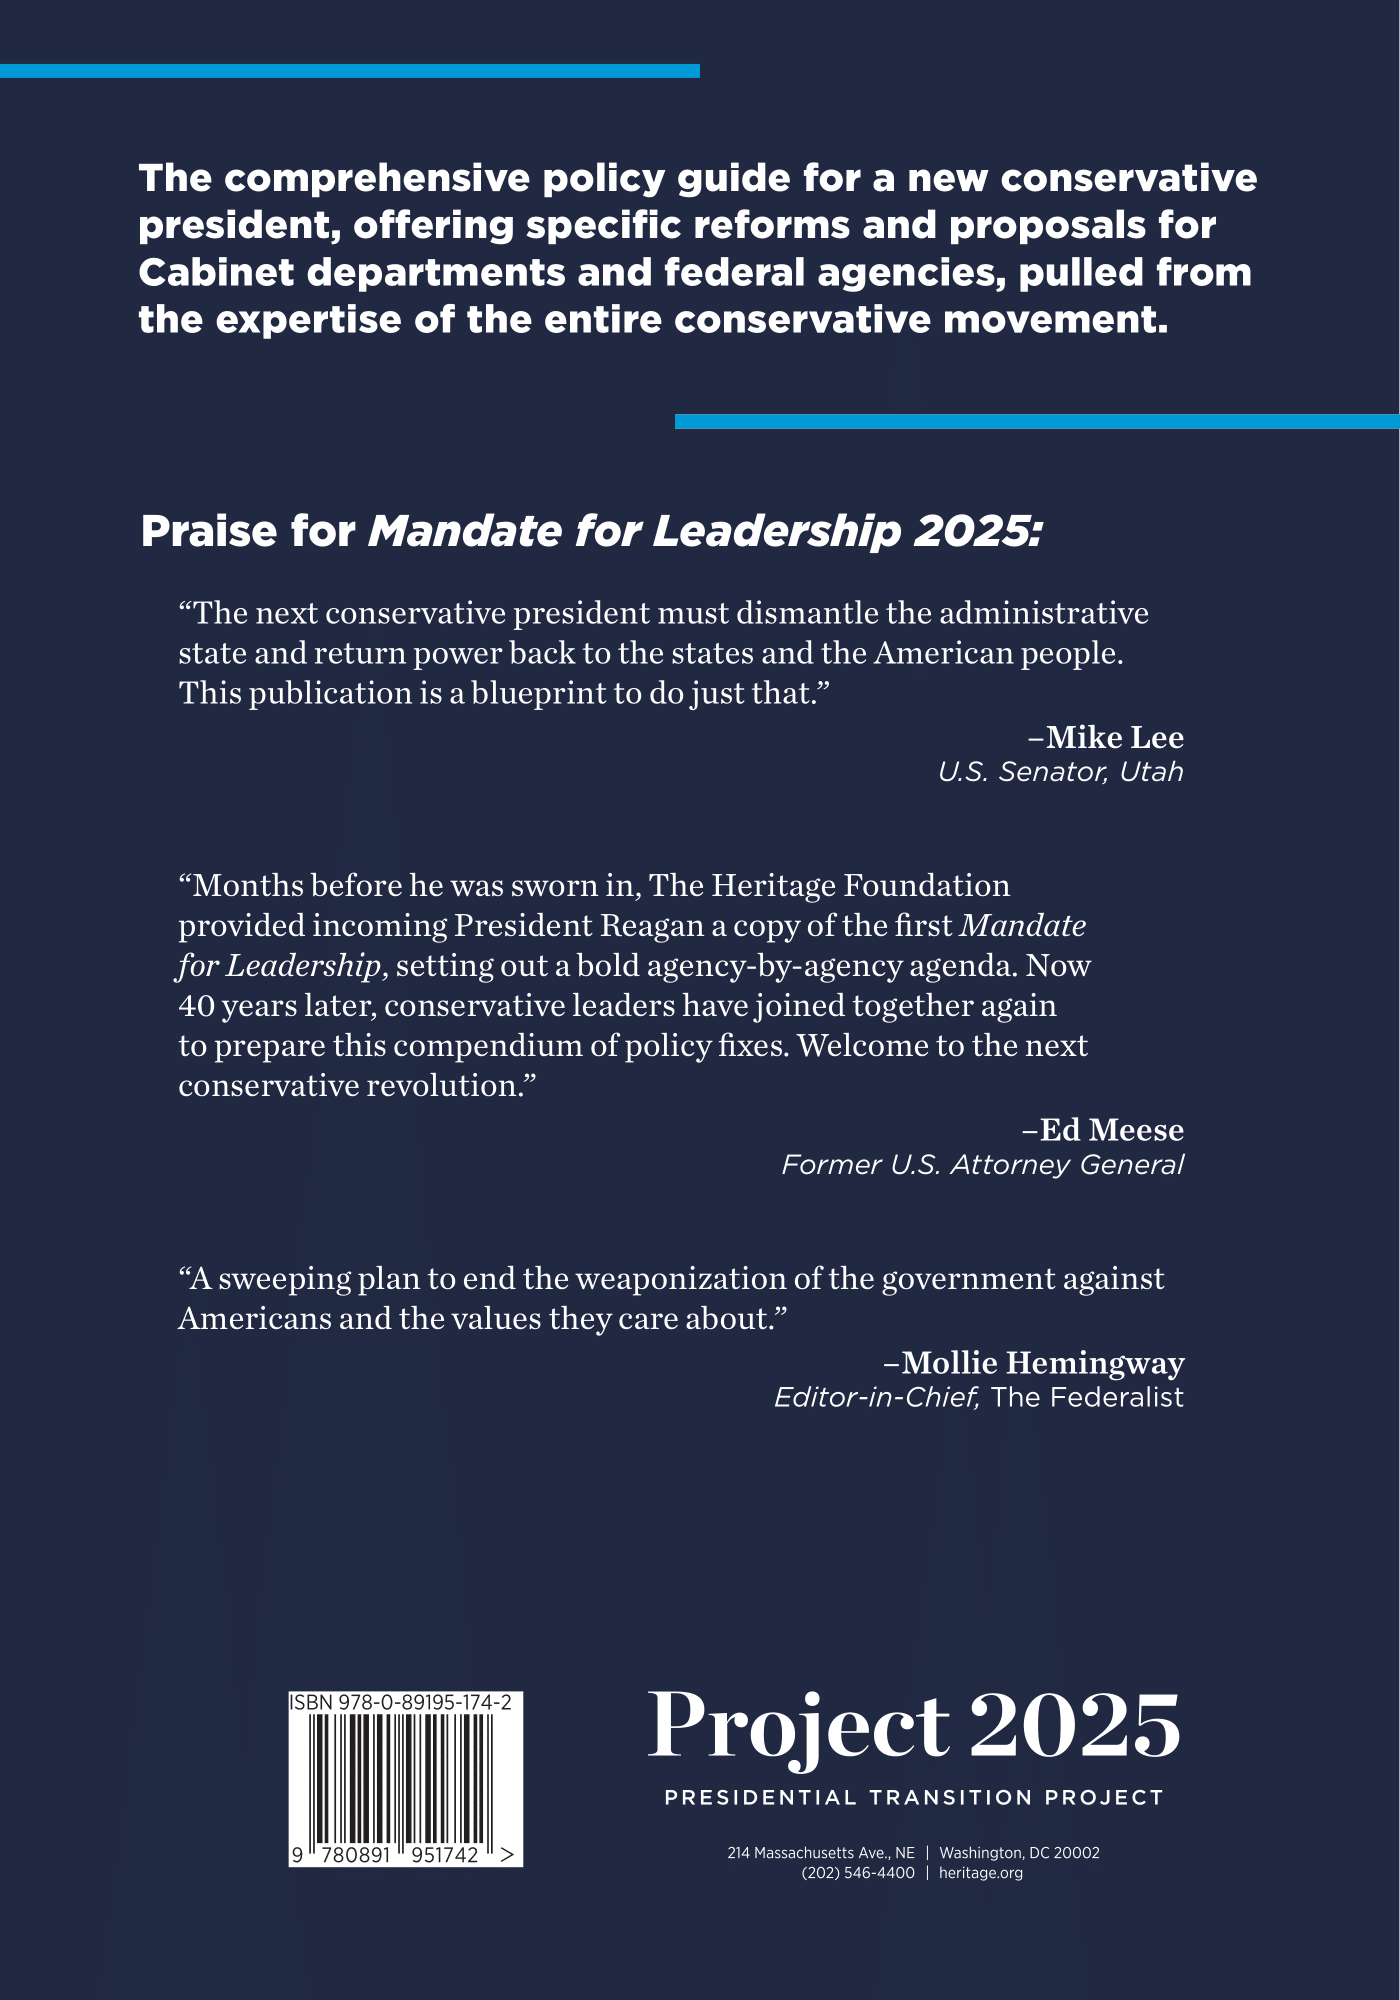 The comprehensive policy guide for a new conservative
president, offering specific reforms and proposals for
Cabinet departments and federal agencies, pulled from
the expertise of the entire conservative movement.
Praise for Mandate for Leadership 2025:
“The next conservative president must dismantle the administrative
state and return power back to the states and the American people.
This publication is a blueprint to do just that.”
–Mike Lee
U.S. Senator, Utah
“Months before he was sworn in, The Heritage Foundation
provided incoming President Reagan a copy of the first Mandate
for Leadership, setting out a bold agency-by-agency agenda. Now
40 years later, conservative leaders have joined together again
to prepare this compendium of policy fixes. Welcome to the next
conservative revolution.”
–Ed Meese
Former U.S. Attorney General
“A sweeping plan to end the weaponization of the government against
Americans and the values they care about.”
–Mollie Hemingway
Editor-in-Chief, The Federalist
ISBN 978-0-89195-174-2
9 780891 951742 >
Project 2025
PRESIDENTIAL TRANSITION PROJECT
214 Massachusetts Ave., NE | Washington, DC 20002
(202) 546-4400 | heritage.org